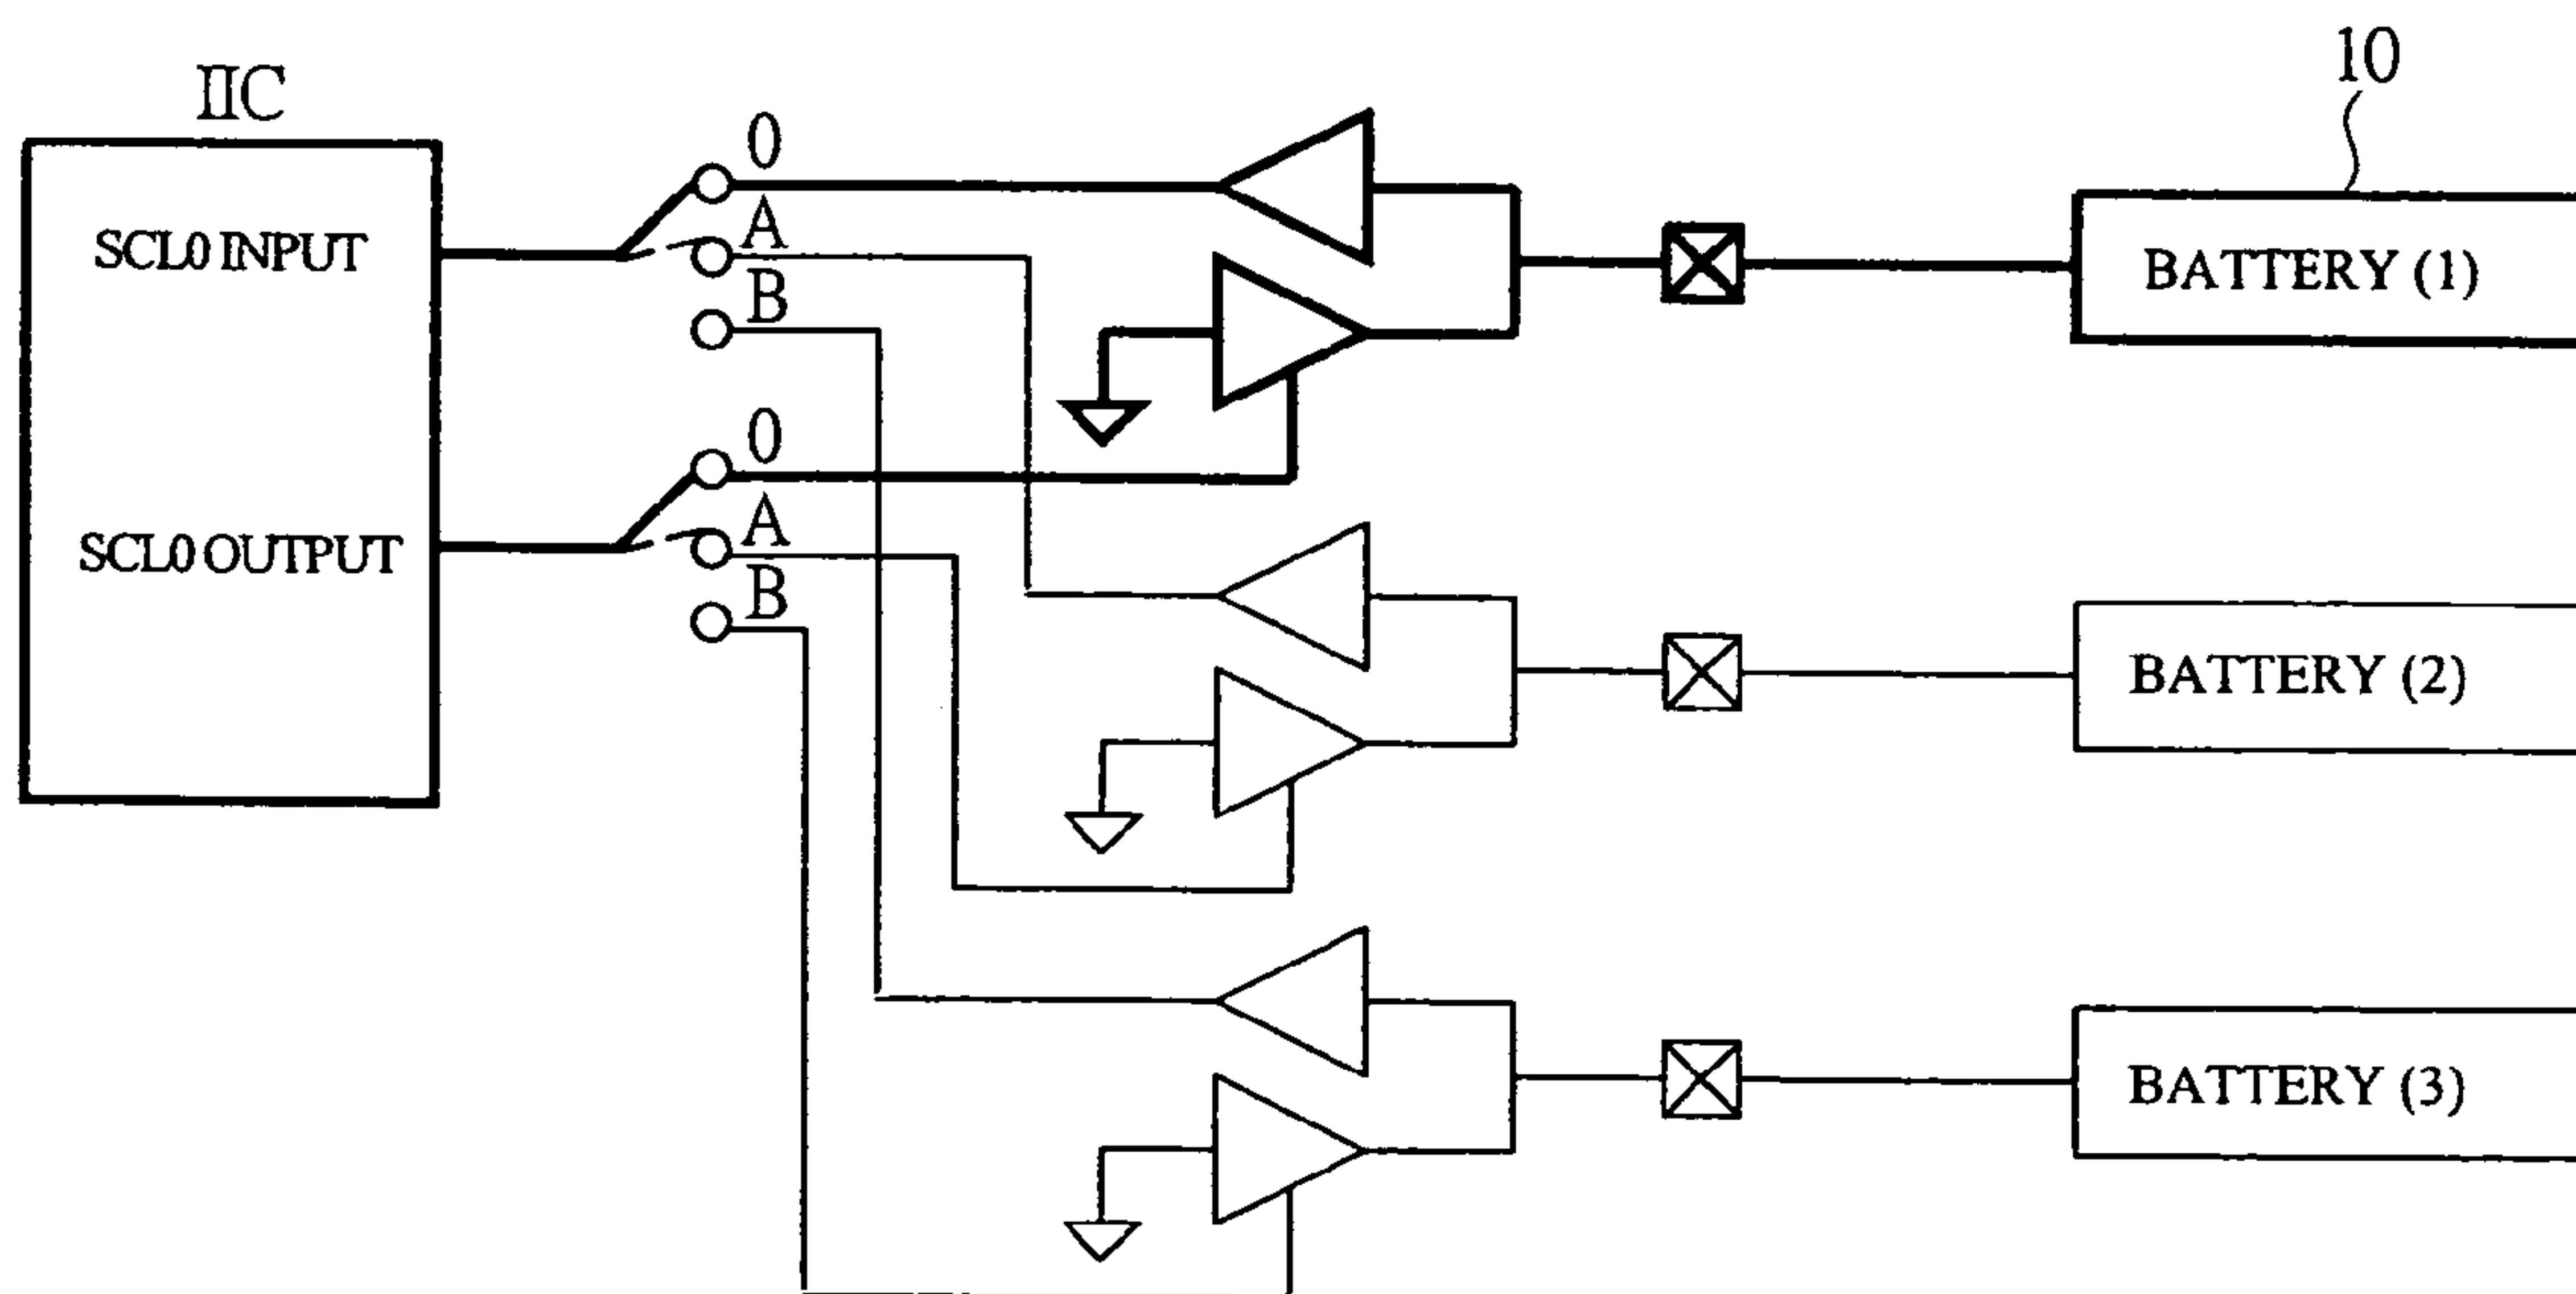 IIC
10
SCL0 INPUT
0
A
B
BATTERY (1)
SCL0 OUTPUT
0
A
B
BATTERY (2)
BATTERY (3)